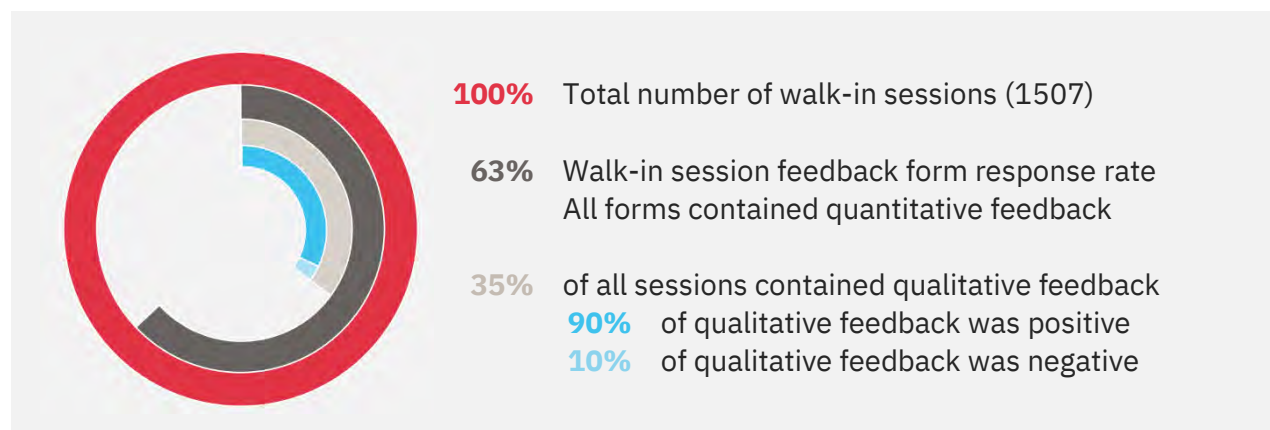 100% Total number of walk-in sessions (1507)
63% Walk-in session feedback form response rate
All forms contained quantitative feedback
35% of all sessions contained qualitative feedback
90% of qualitative feedback was positive
10% of qualitative feedback was negative